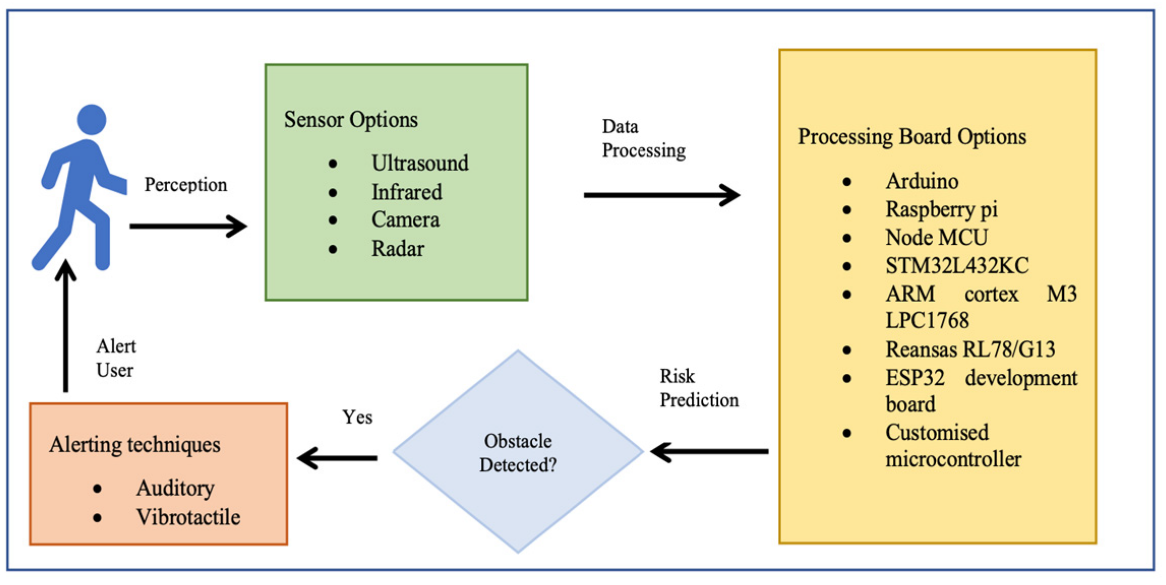 Perception
Sensor Options
• Ultrasound
• Infrared
• Camera
• Radar
Data
Processing
Processing Board Options
• Arduino
• Raspberry pi
• Node MCU
• STM32L432KC
• ARM cortex M3
LPC1768
• Reansas RL78/G13
• ESP32 development
board
• Customised
microcontroller
Risk
Prediction
Obstacle
Detected?
Yes
Alerting techniques
• Auditory
• Vibrotactile
Alert
User